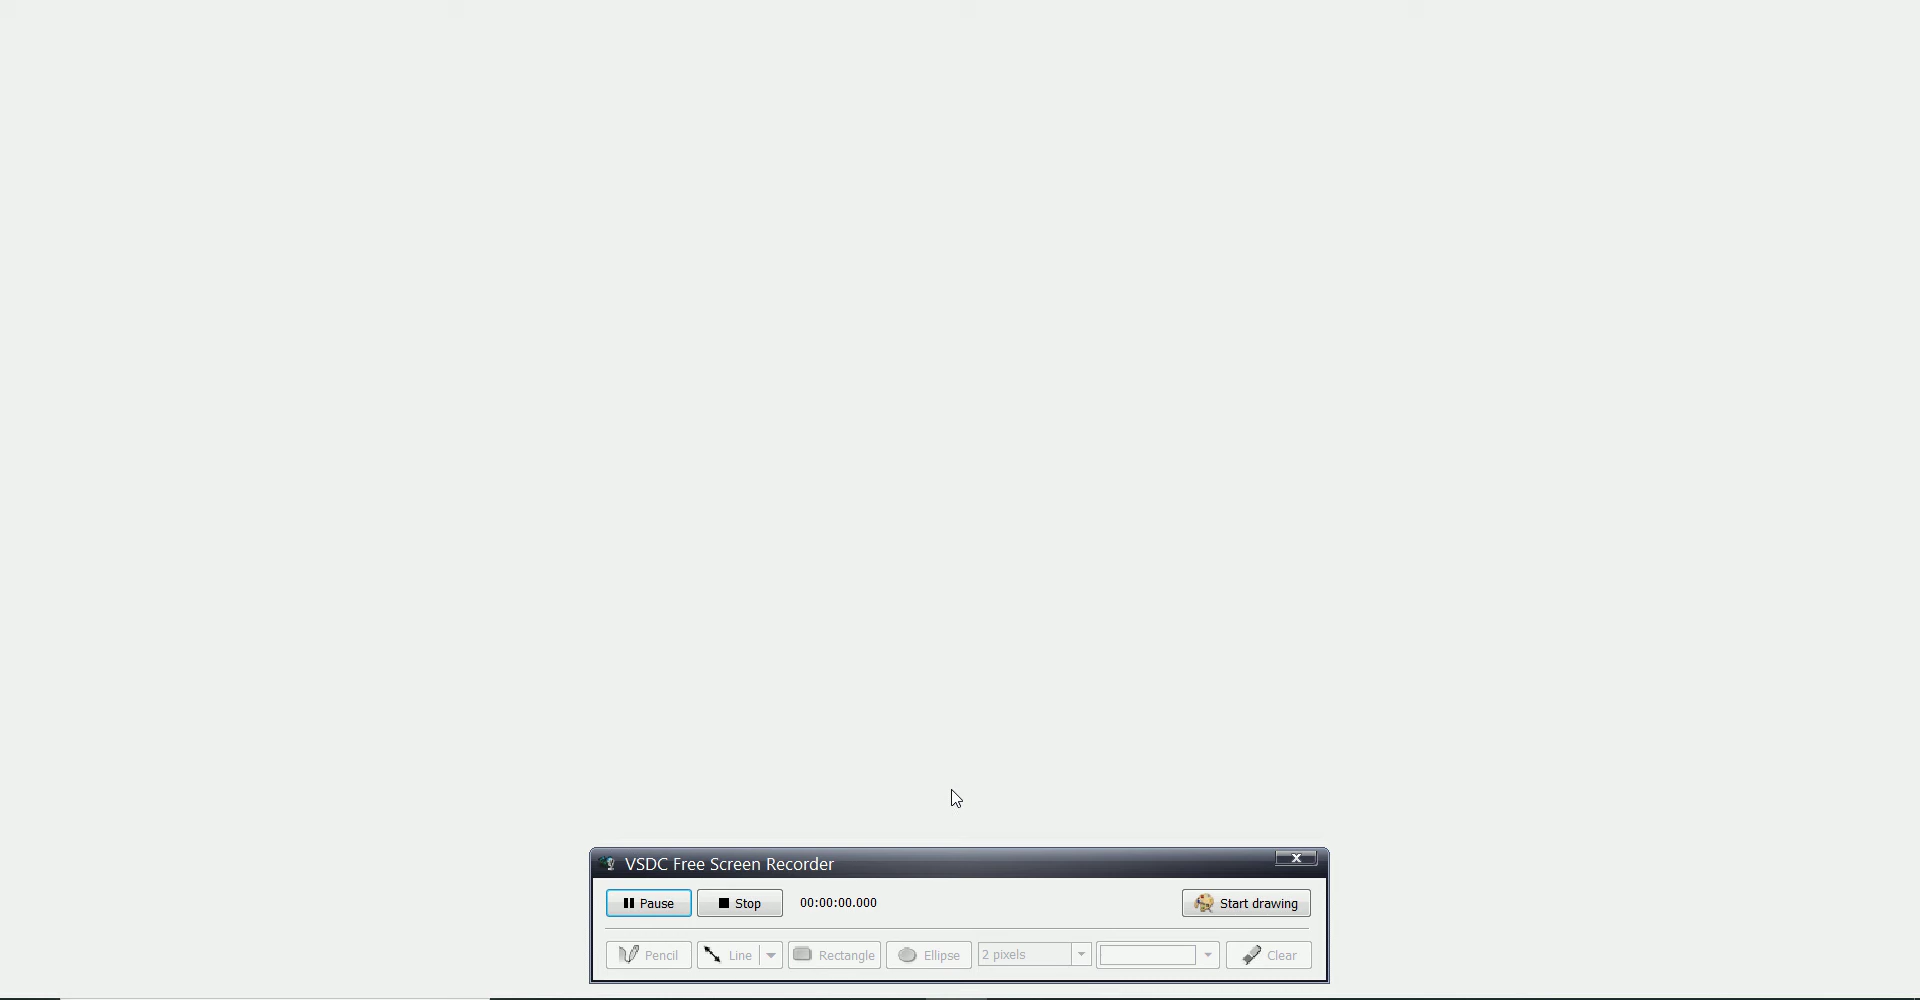 VSDC Free Screen Recorder
Pause Stop 00:00:00.000 Start drawing
Pencil Line Rectangle Ellipse 2 pixels Clear